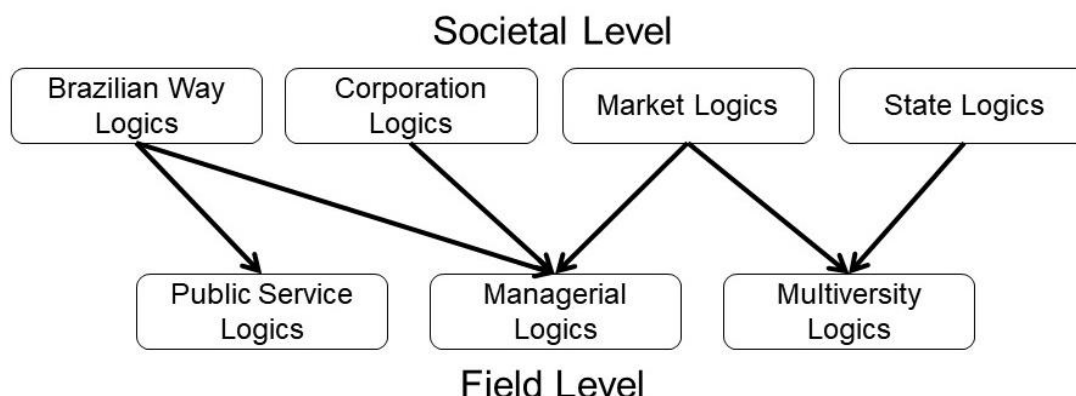 Societal Level
Brazilian Way
Logics
Corporation
Logics
Market Logics
State Logics
Public Service
Logics
Managerial
Logics
Multiversity
Logics
Field Level